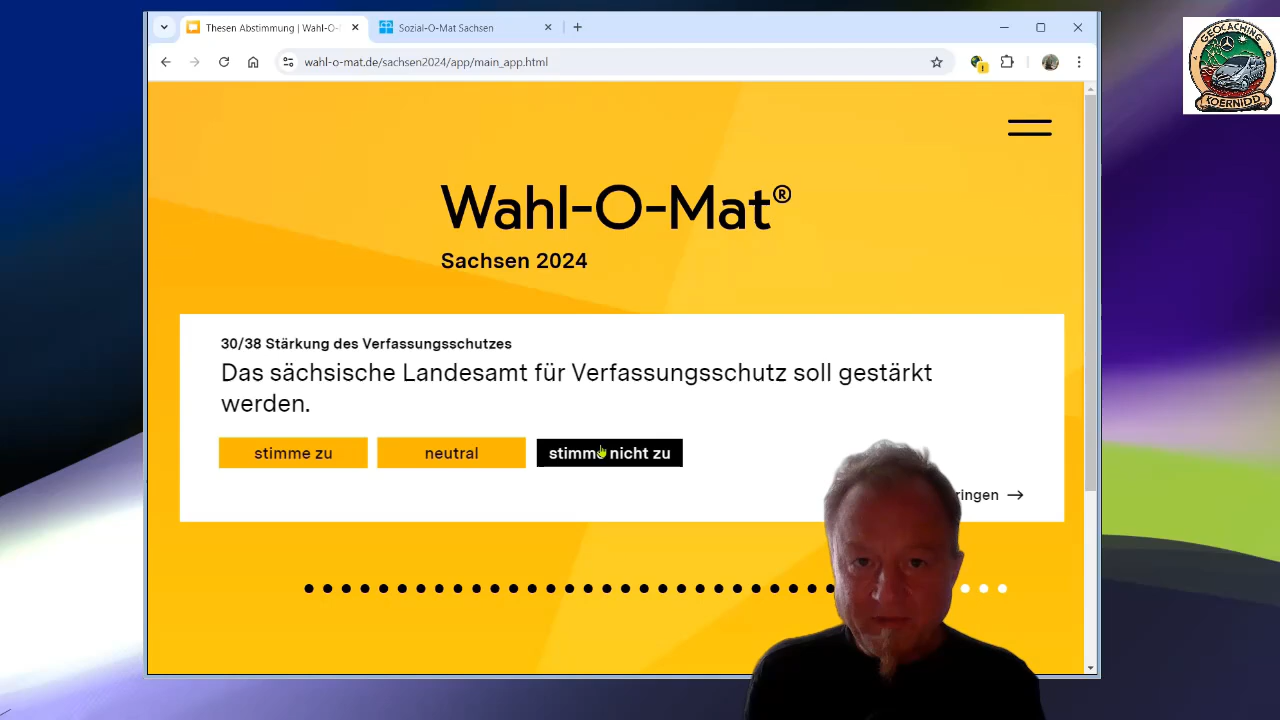 Thesen Abstimmung | Wahl-O-
Sozial-O-Mat Sachsen
wahl-o-mat.de/sachsen2024/app/main_app.html
GEOCACHING
KOERNIDD
Wahl-O-Mat®
Sachsen 2024
30/38 Stärkung des Verfassungsschutzes
Das sächsische Landesamt für Verfassungsschutz soll gestärkt
werden.
stimme zu
neutral
stimme nicht zu
ringen →